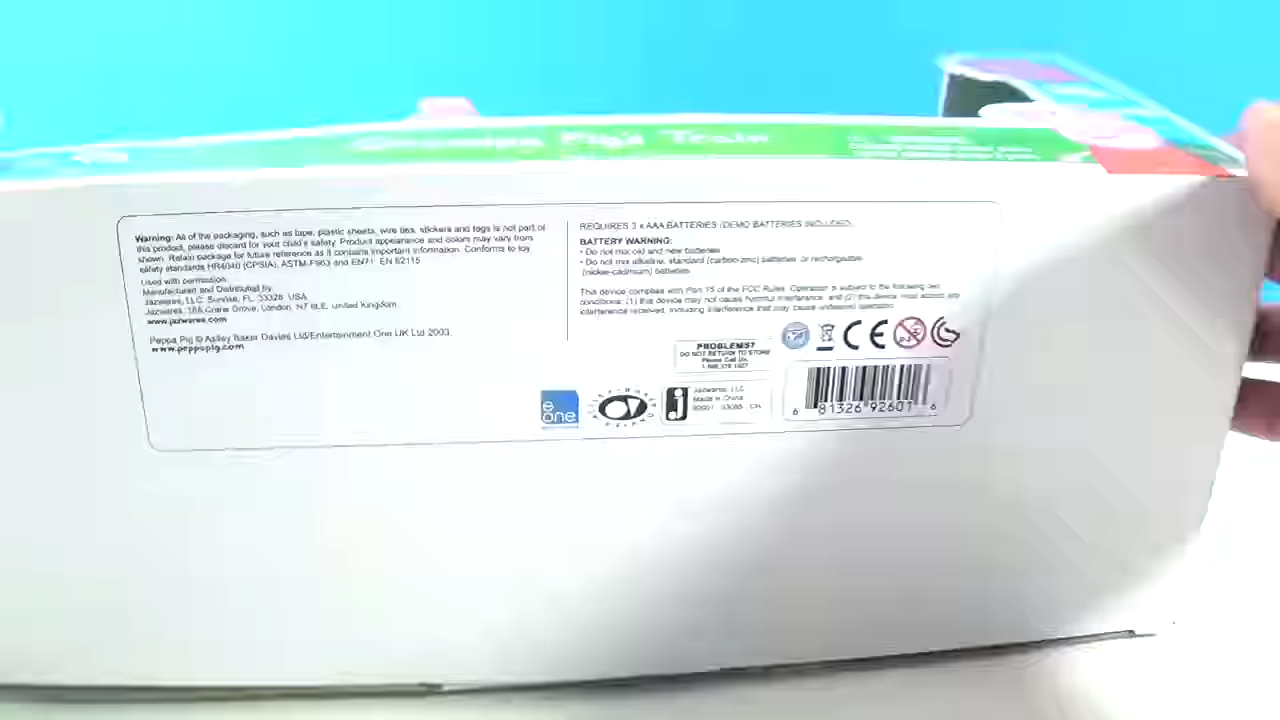 Pig's Train
Warning: All of the packaging, such as tape, plastic sheets, wire ties, stickers and tags is not part of
this product, please discard for your child's safety. Product appearance and colors may vary from
shown. Retain package for future reference as it contains important information. Conforms to toy
safety standards HR4040 (CPSIA), ASTM-F963 and EN71. EN 62115
Used with permission.
Manufactured and Distributed by
Jazwares, LLC. Sunrise, FL. 33326 USA
London, N7 6LE, United Kingdom.
www.jazwares.com
Peppa Pig © Astley Baker Davies Ltd/Entertainment One UK Ltd 2003.
www.peppapig.com
REQUIRES 3 x AAA BATTERIES (DEMO BATTERIES INCLUDED)
BATTERY WARNING:
• Do not mix old and new batteries
• Do not mix alkaline, standard (carbon-zinc) batteries or rechargeable
(nickel-cadmium) batteries
This device complies with Part 15 of the FCC Rules. Operation is subject to the following two
conditions: (1) this device may not cause harmful interference, and (2) this device must accept any
interference received, including interference that may cause undesired operation.
PROBLEMS?
DO NOT RETURN TO STORE
Please Call Us.
CE
e one
j
Jazwares, LLC
Made in China
6 81326 92601 6